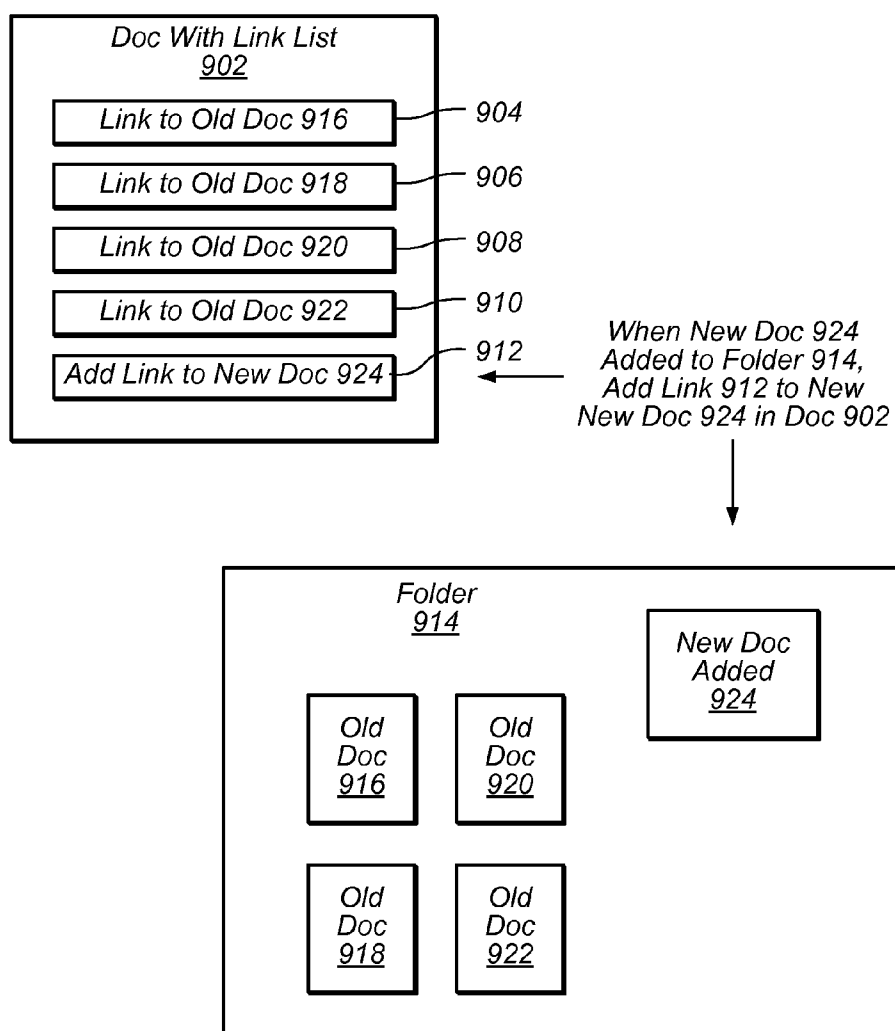 Doc With Link List
902
Link to Old Doc 916
904
Link to Old Doc 918
906
Link to Old Doc 920
908
Link to Old Doc 922
910
Add Link to New Doc 924
912
When New Doc 924
Added to Folder 914,
Add Link 912 to New
New Doc 924 in Doc 902
Folder
914
New Doc
Added
924
Old
Doc
916
Old
Doc
920
Old
Doc
918
Old
Doc
922